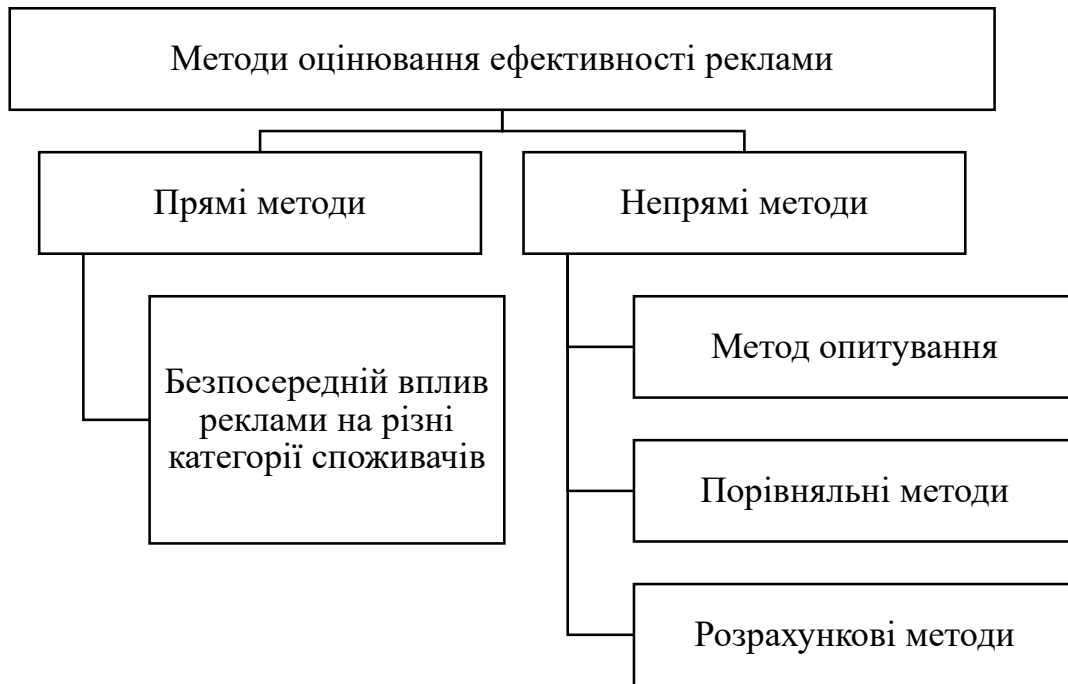 Методи оцінювання ефективності реклами
Прямі методи
Непрямі методи
Безпосередній вплив
реклами на різні
категорії споживачів
Метод опитування
Порівняльні методи
Розрахункові методи